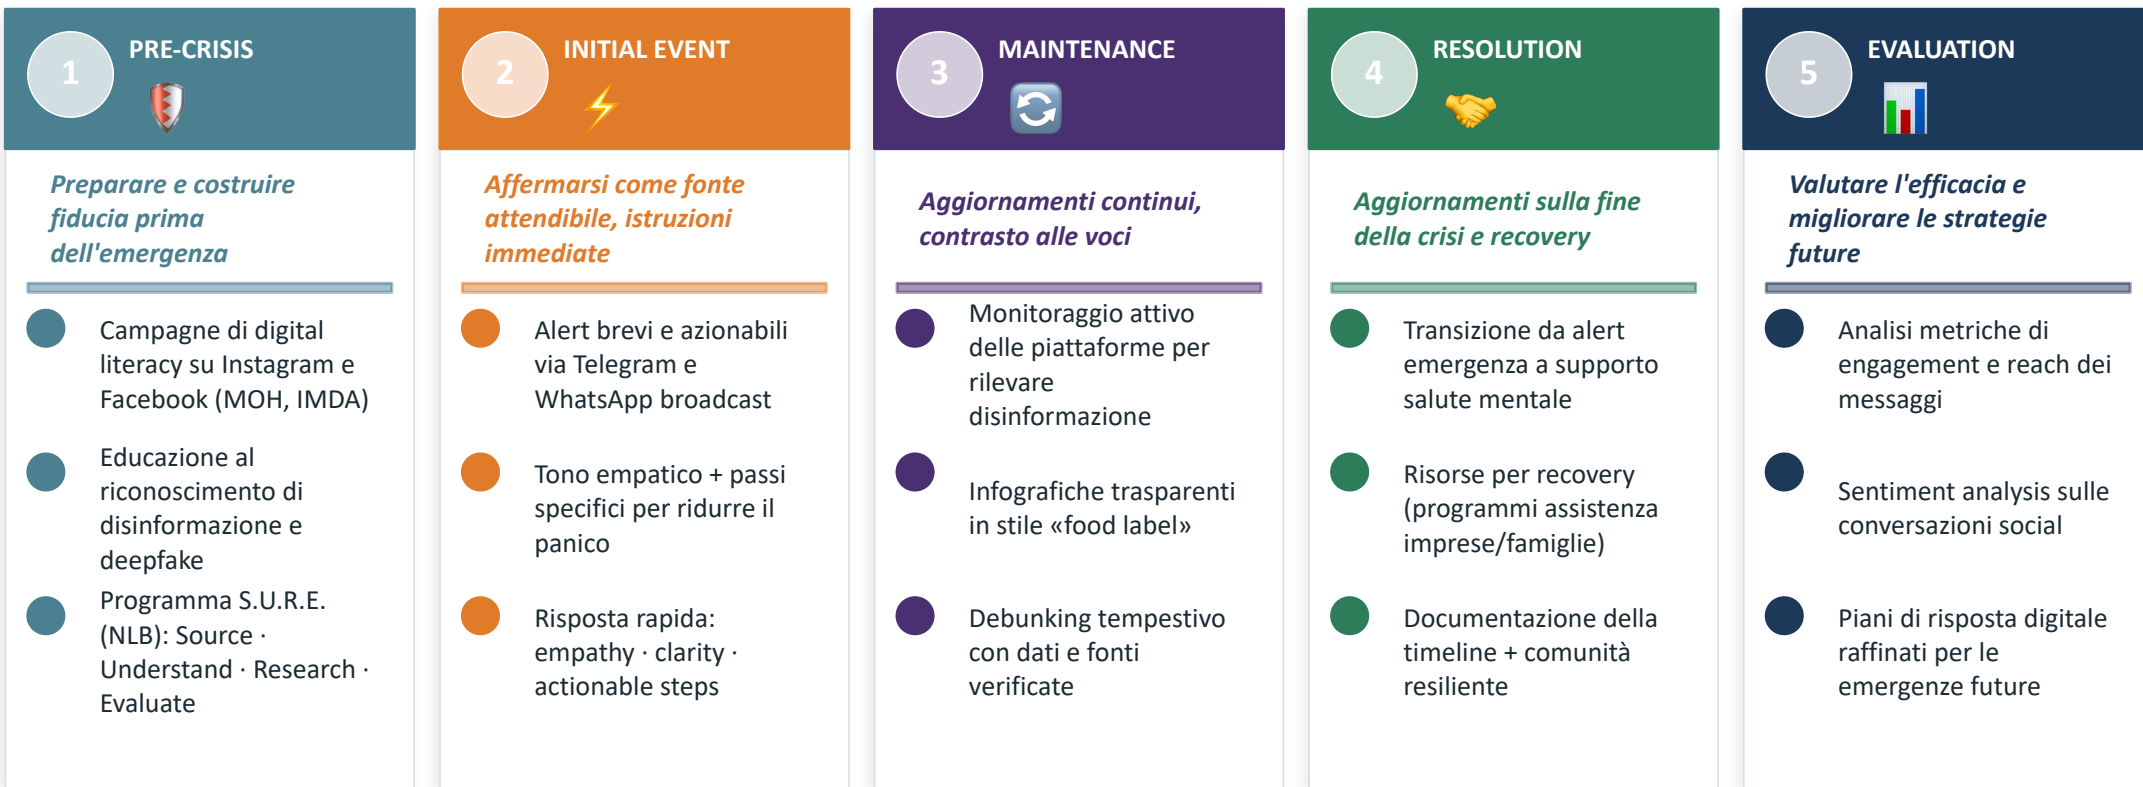 1
PRE-CRISIS
Preparare e costruire
fiducia prima
dell'emergenza
Campagne di digital
literacy su Instagram e
Facebook (MOH, IMDA)
Educazione al
riconoscimento di
disinformazione e
deepfake
Programma S.U.R.E.
(NLB): Source ·
Understand · Research ·
Evaluate
2
INITIAL EVENT
Affermarsi come fonte
attendibile, istruzioni
immediate
Alert brevi e azionabili
via Telegram e
WhatsApp broadcast
Tono empatico + passi
specifici per ridurre il
panico
Risposta rapida:
empathy · clarity ·
actionable steps
3
MAINTENANCE
Aggiornamenti continui,
contrasto alle voci
Monitoraggio attivo
delle piattaforme per
rilevare
disinformazione
Infografiche trasparenti
in stile «food label»
Debunking tempestivo
con dati e fonti
verificate
4
RESOLUTION
Aggiornamenti sulla fine
della crisi e recovery
Transizione da alert
emergenza a supporto
salute mentale
Risorse per recovery
(programmi assistenza
imprese/famiglie)
Documentazione della
timeline + comunità
resiliente
5
EVALUATION
Valutare l'efficacia e
migliorare le strategie
future
Analisi metriche di
engagement e reach dei
messaggi
Sentiment analysis sulle
conversazioni social
Piani di risposta digitale
raffinati per le
emergenze future